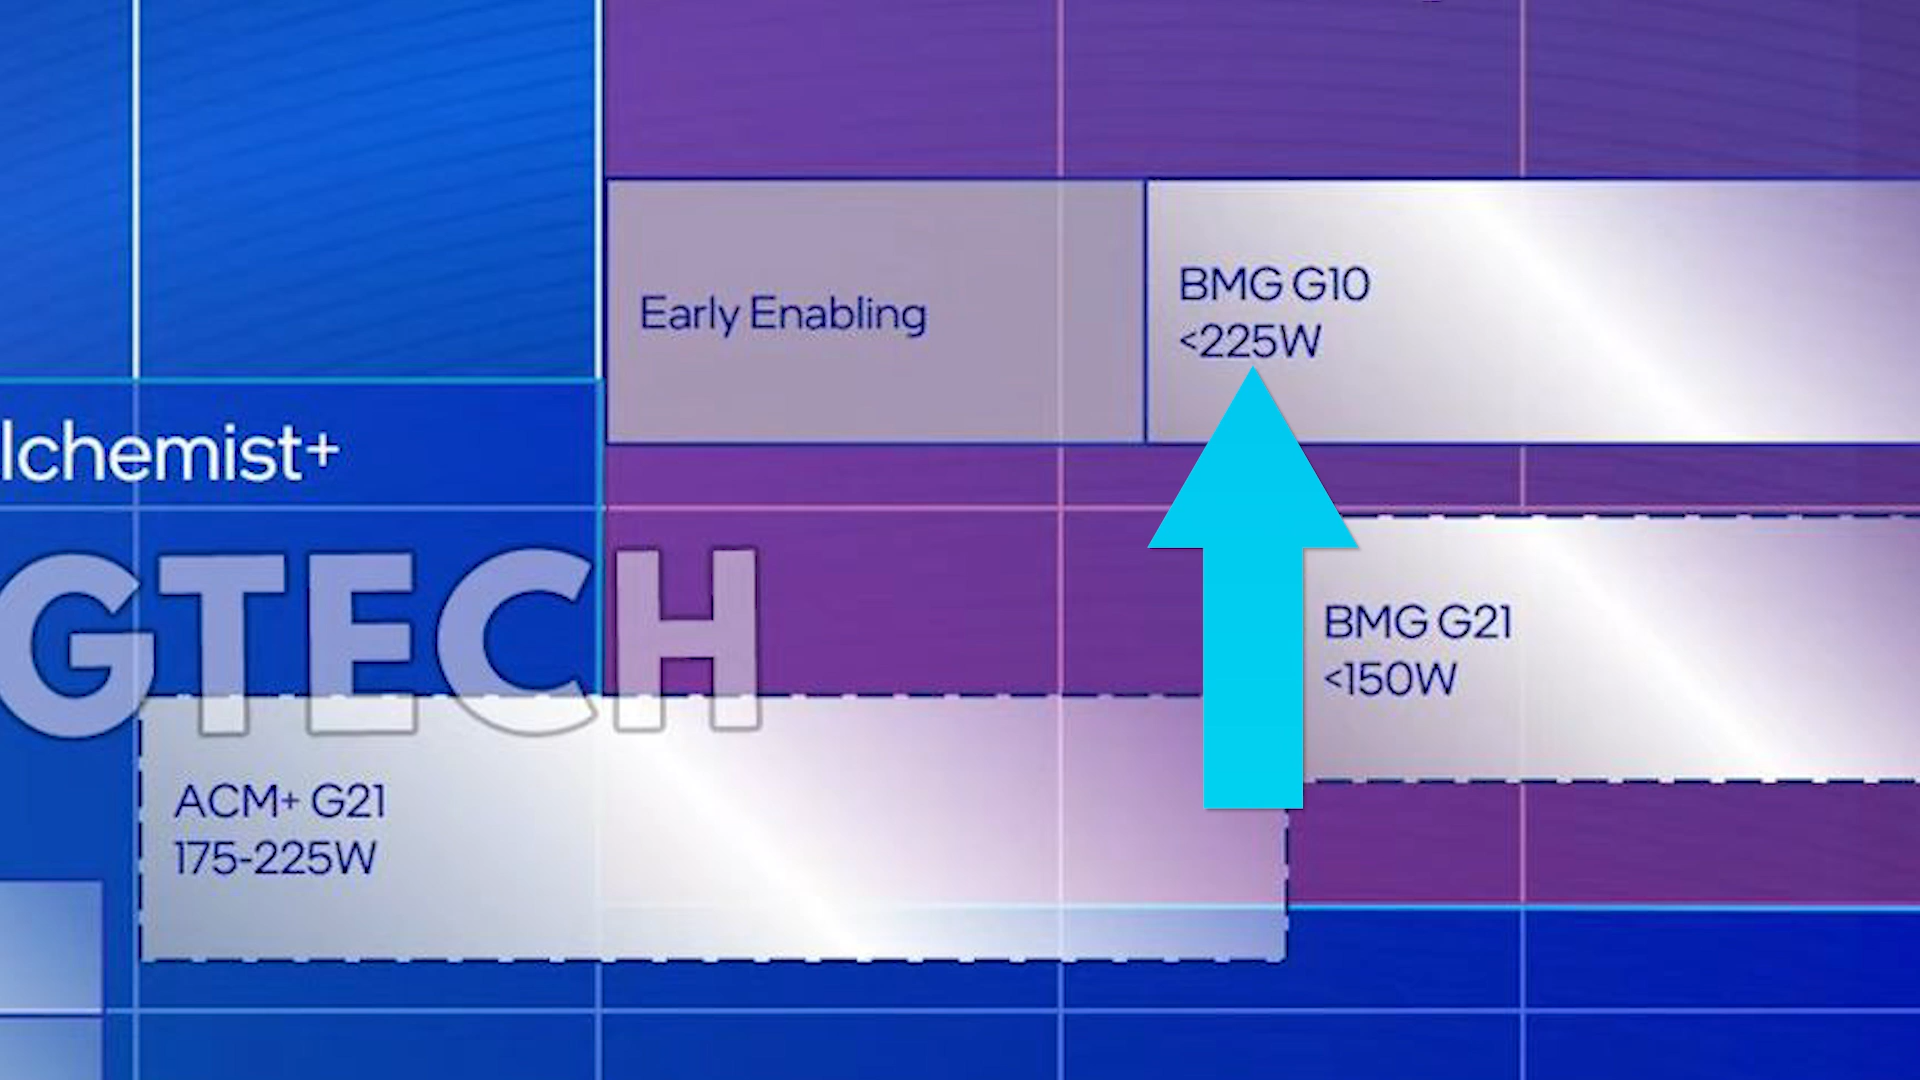 Early Enabling
BMG G10
<225W
lchemist+
GTECH
BMG G21
<150W
ACM+ G21
175-225W